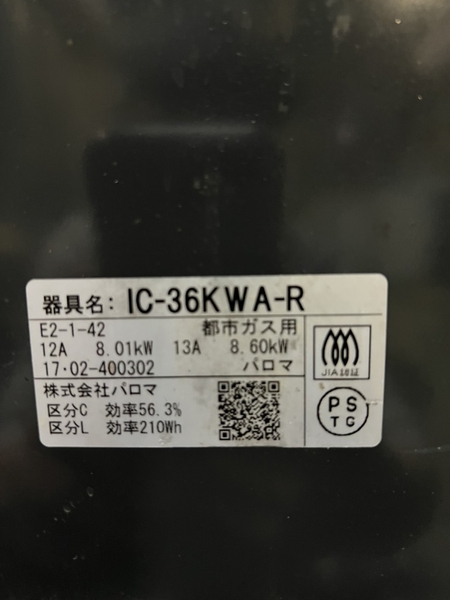 器具名: IC-36KWA-R
E2-1-42 都市ガス用
12A 8.01kW 13A 8.60kW
17・02-400302 パロマ
株式会社パロマ
区分C 効率56.3%
区分L 効率210Wh
JIA認証
PS
TG